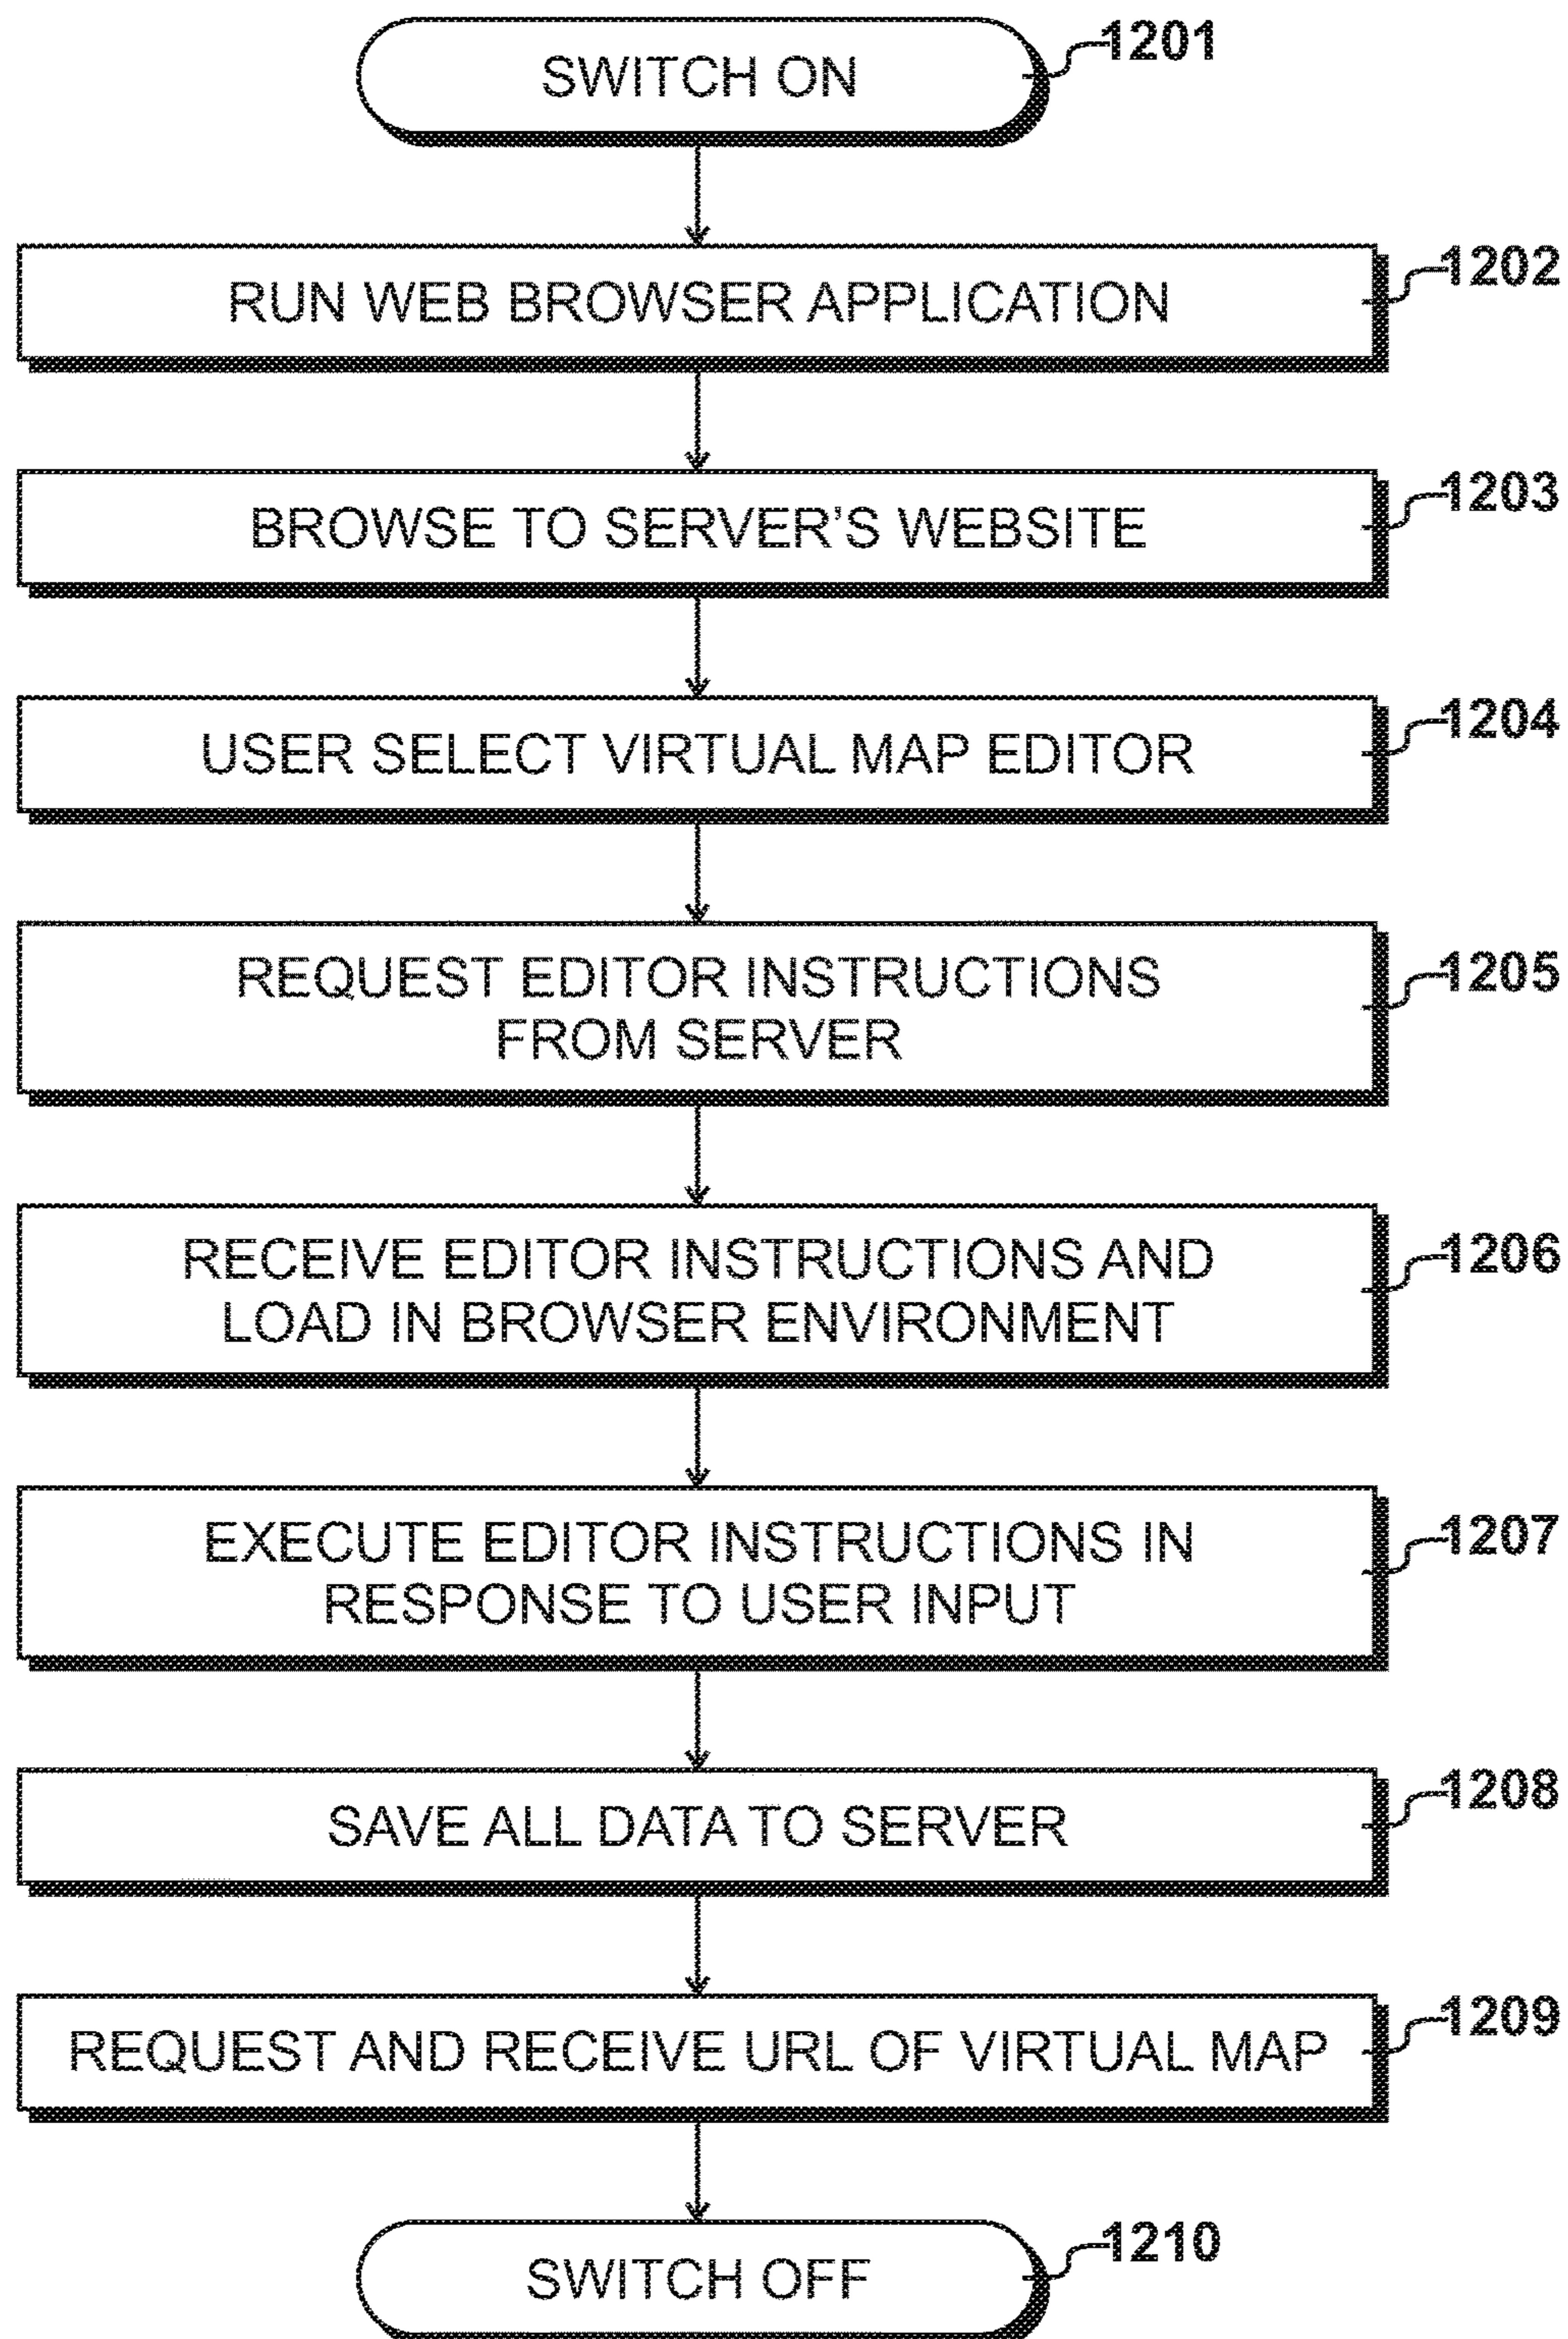 SWITCH ON
1201
RUN WEB BROWSER APPLICATION
1202
BROWSE TO SERVER'S WEBSITE
1203
USER SELECT VIRTUAL MAP EDITOR
1204
REQUEST EDITOR INSTRUCTIONS
FROM SERVER
1205
RECEIVE EDITOR INSTRUCTIONS AND
LOAD IN BROWSER ENVIRONMENT
1206
EXECUTE EDITOR INSTRUCTIONS IN
RESPONSE TO USER INPUT
1207
SAVE ALL DATA TO SERVER
1208
REQUEST AND RECEIVE URL OF VIRTUAL MAP
1209
SWITCH OFF
1210